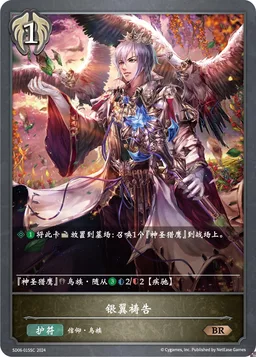 1
1 将此卡 放置到墓场:召唤1个『神圣猎鹰』到战场上。
『神圣猎鹰』 鸟族・随从 3 2/2【疾驰】
银翼祷告
护符 信仰・鸟族 BR
SD06-015SC 2024 © Cygames, Inc. Published by NetEase Games